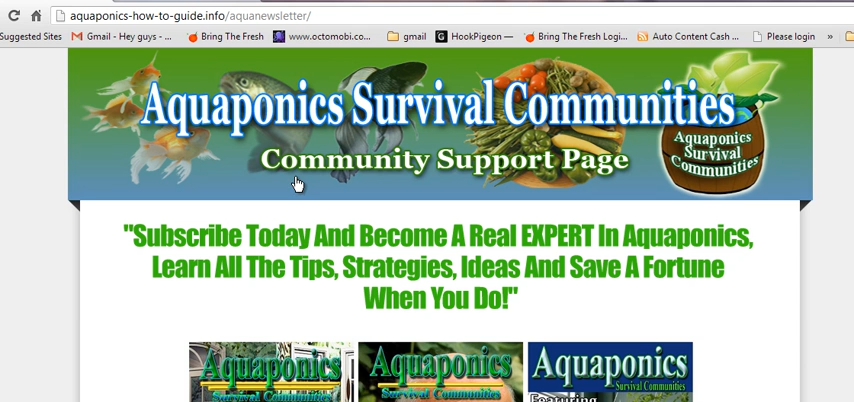 aquaponics-how-to-guide.info/aquanewsletter/
Suggested Sites Gmail - Hey guys - ... Bring The Fresh www.octomobi.co... gmail HookPigeon — Bring The Fresh Logi... Auto Content Cash ... Please login »
Aquaponics Survival Communities
Community Support Page
Aquaponics
Survival
Communities
"Subscribe Today And Become A Real EXPERT In Aquaponics,
Learn All The Tips, Strategies, Ideas And Save A Fortune
When You Do!"
Aquaponics Aquaponics Aquaponics
Survival Communities Survival Communities Survival Communities
Featuring